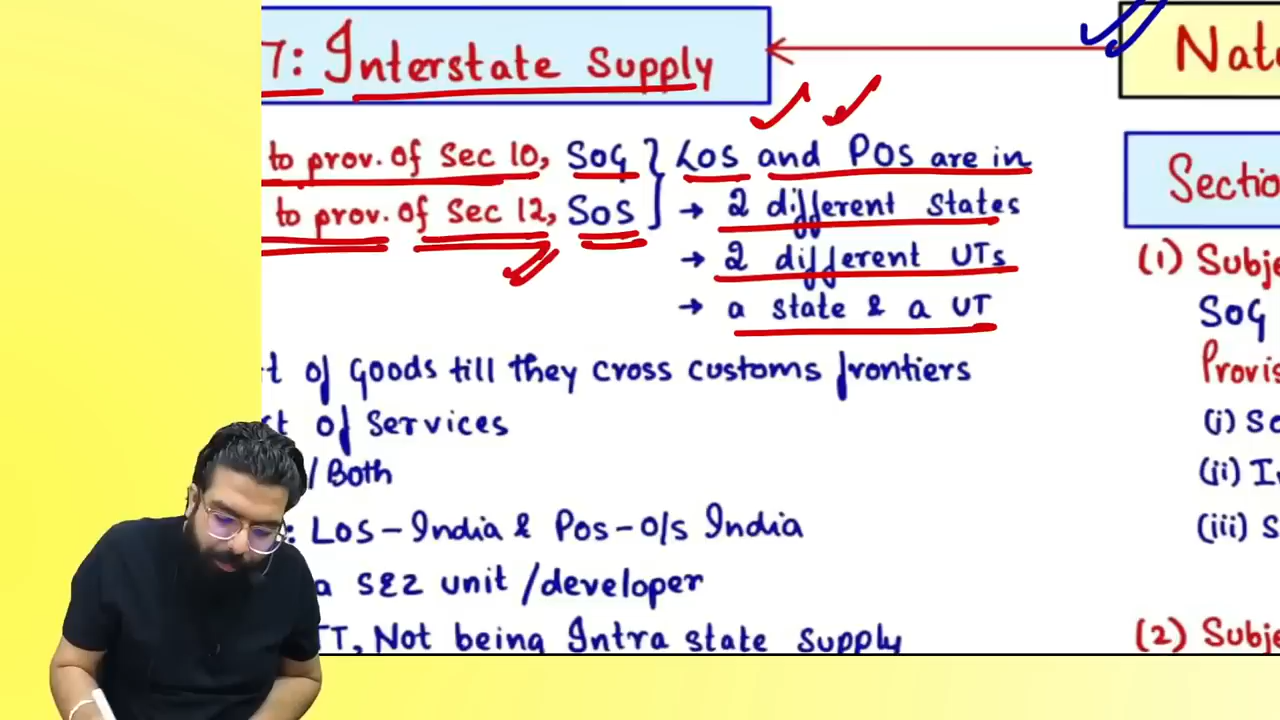 7: Interstate Supply
Nat
to prov. of Sec 10, SoG } LOS and POS are in
to prov. of Sec 12, SoS → 2 different states
→ 2 different UTs
→ a state & a UT
t of Goods till they cross customs frontiers
t of Services
/ Both
: LOS - India & Pos - O/s India
a SEZ unit / developer
TT, Not being Intra state supply
Sectio
(1) Subje
SoG
Provis
(i) So
(ii) I
(iii) S
(2) Subje